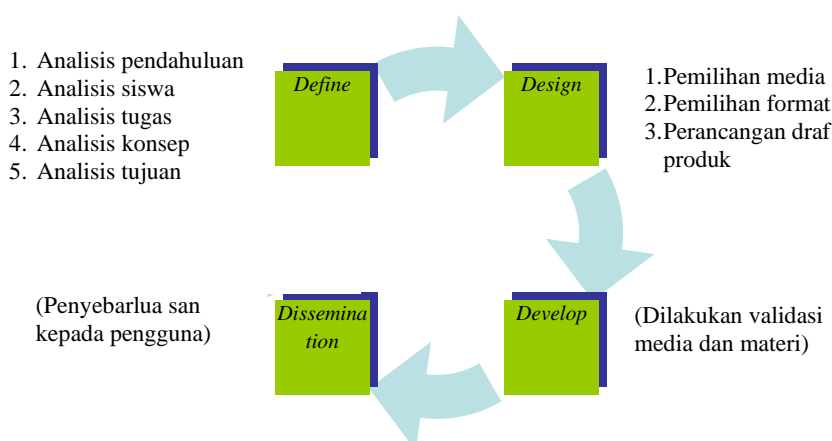 1. Analisis pendahuluan
2. Analisis siswa
3. Analisis tugas
4. Analisis konsep
5. Analisis tujuan
Define
Design
1.Pemilihan media
2.Pemilihan format
3.Perancangan draf
produk
(Penyebarlua san
kepada pengguna)
Dissemina
tion
Develop
(Dilakukan validasi
media dan materi)